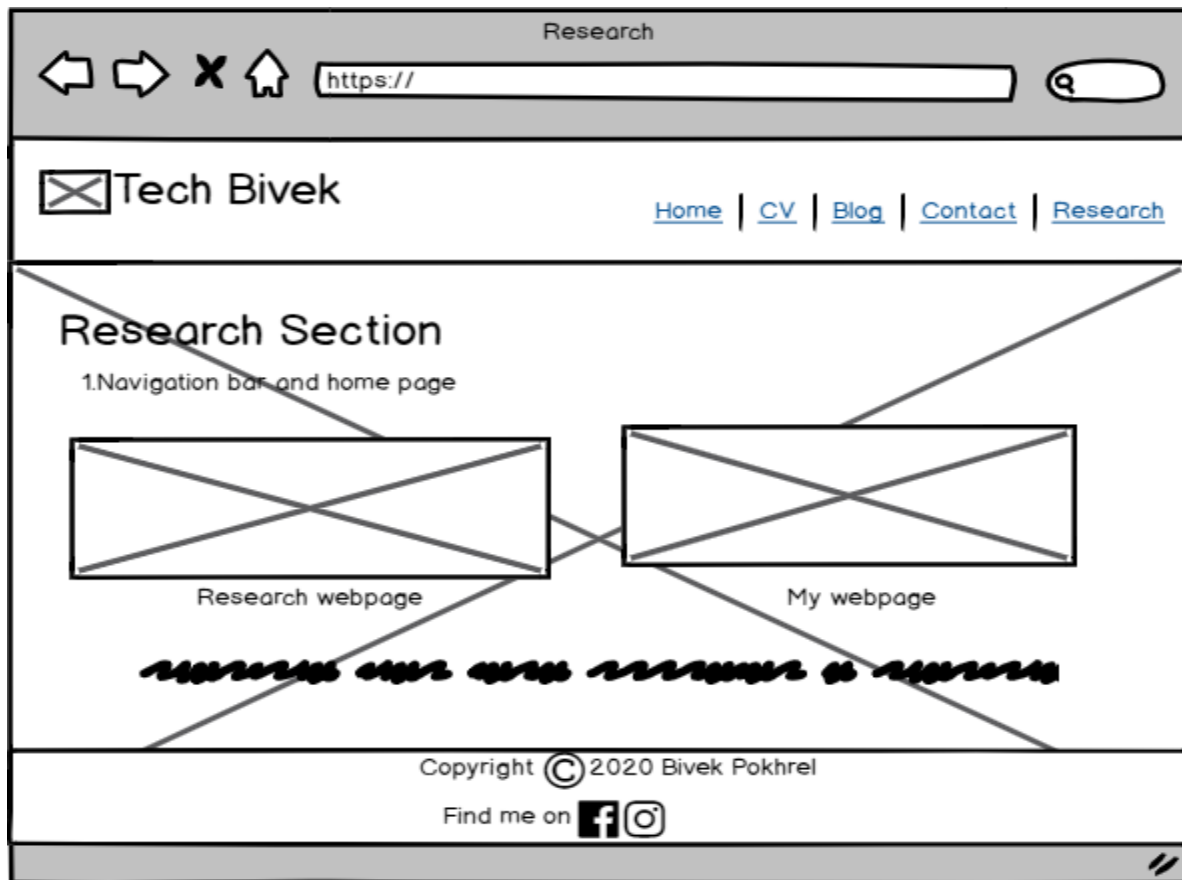 Research
https://
Tech Bivek
Home | CV | Blog | Contact | Research
Research Section
1.Navigation bar and home page
Research webpage
My webpage
Copyright © 2020 Bivek Pokhrel
Find me on